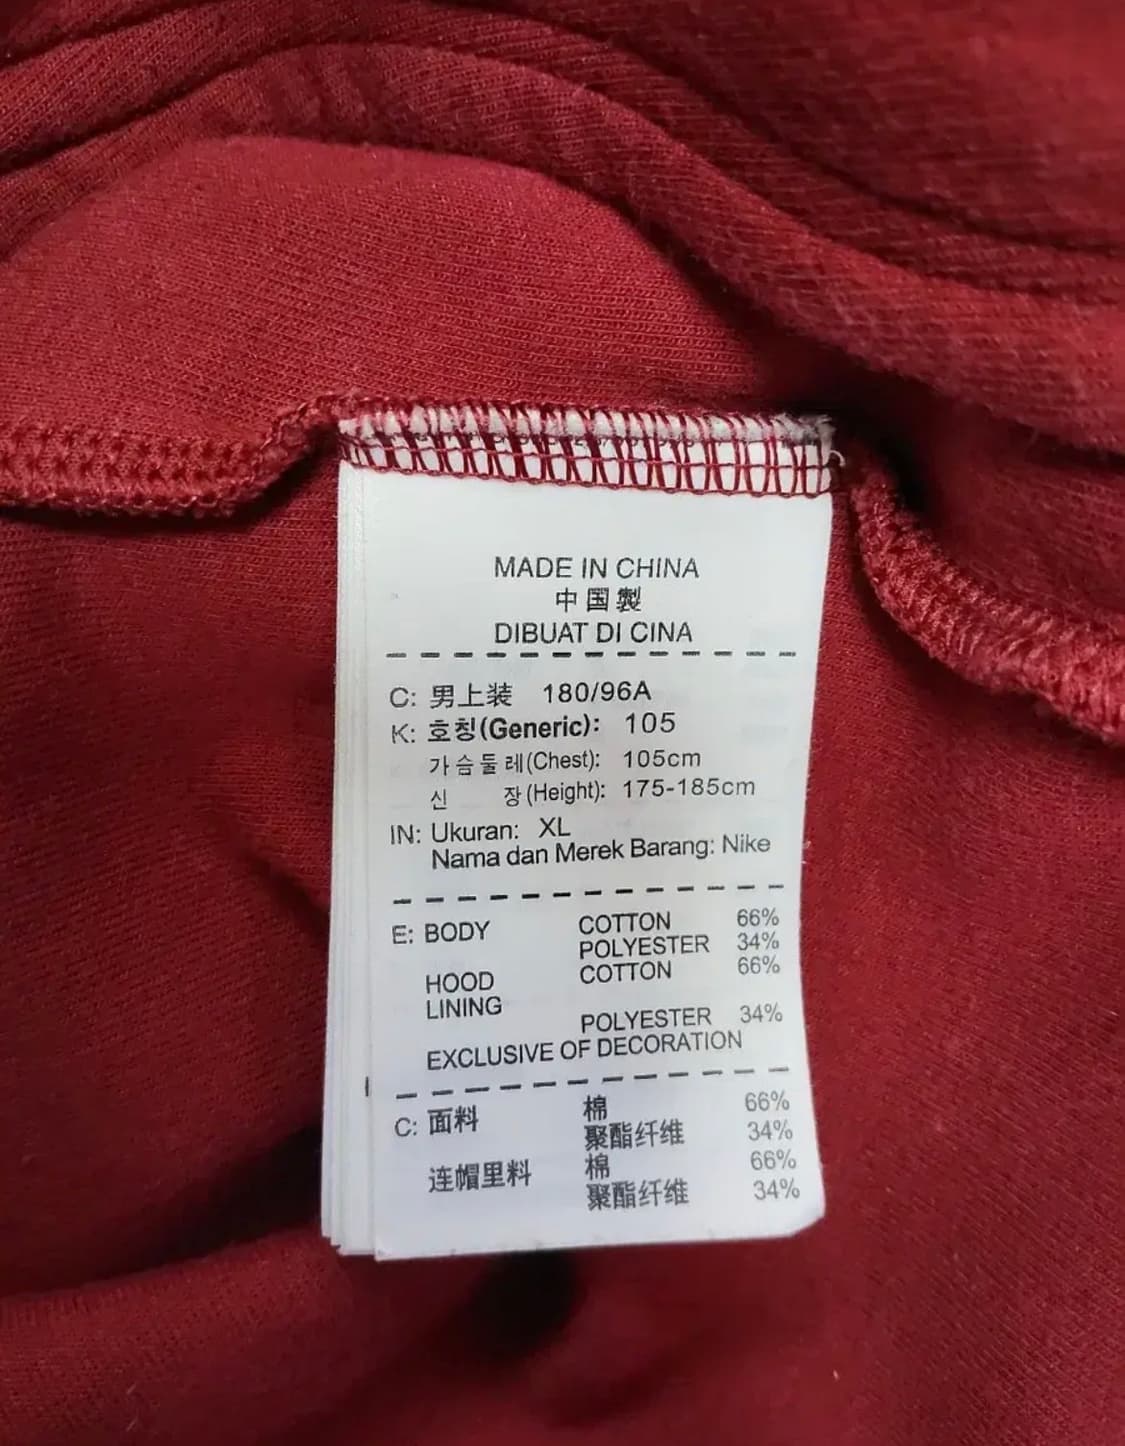 MADE IN CHINA
中国製
DIBUAT DI CINA
C: 男上装 180/96A
K: 호칭(Generic): 105
가슴둘레(Chest): 105cm
신 장(Height): 175-185cm
IN: Ukuran: XL
Nama dan Merek Barang: Nike
E: BODY COTTON 66%
POLYESTER 34%
HOOD COTTON 66%
LINING
POLYESTER 34%
EXCLUSIVE OF DECORATION
C: 面料 棉 66%
聚酯纤维 34%
连帽里料 棉 66%
聚酯纤维 34%